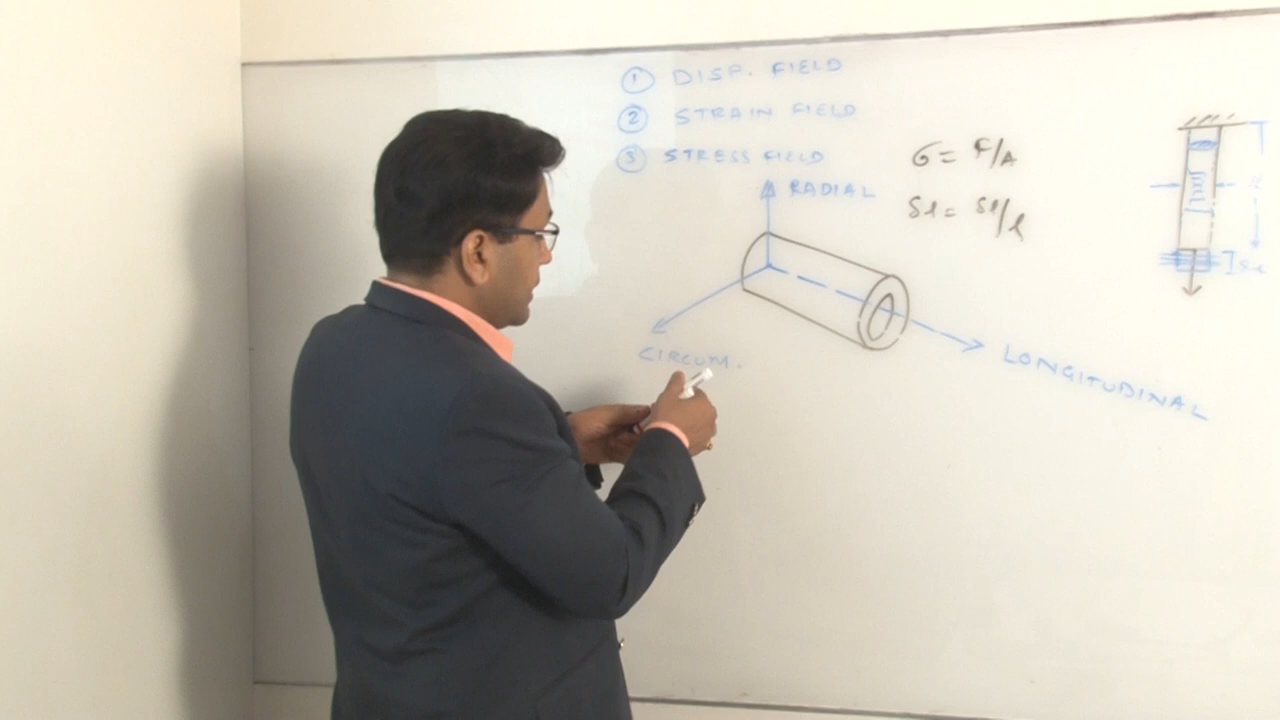 ① DISP. FIELD
② STRAIN FIELD
③ STRESS FIELD
σ = F/A
RADIAL
δl = δl/l
CIRCUM.
LONGITUDINAL